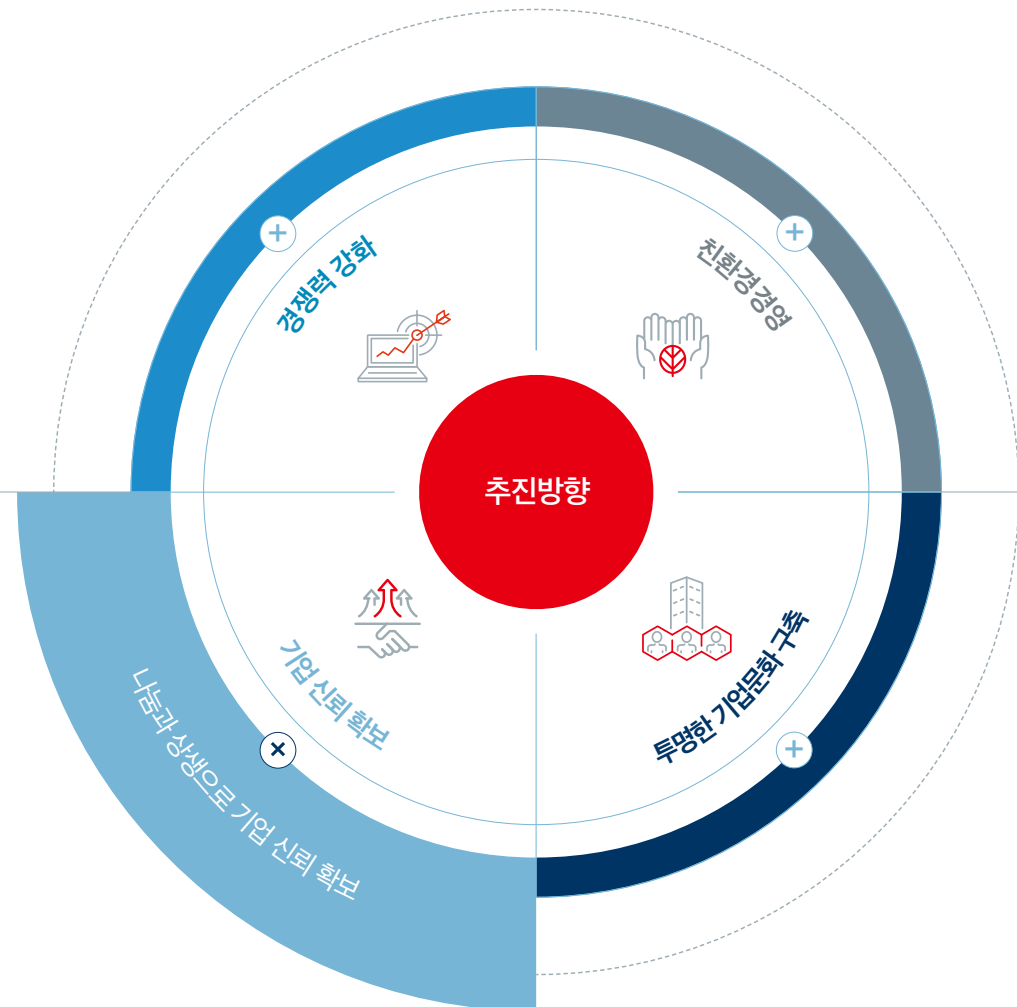 경쟁력 강화
친환경경영
추진방향
기업 신뢰 확보
투명한 기업문화 구축
나눔과 상생으로 기업 신뢰 확보